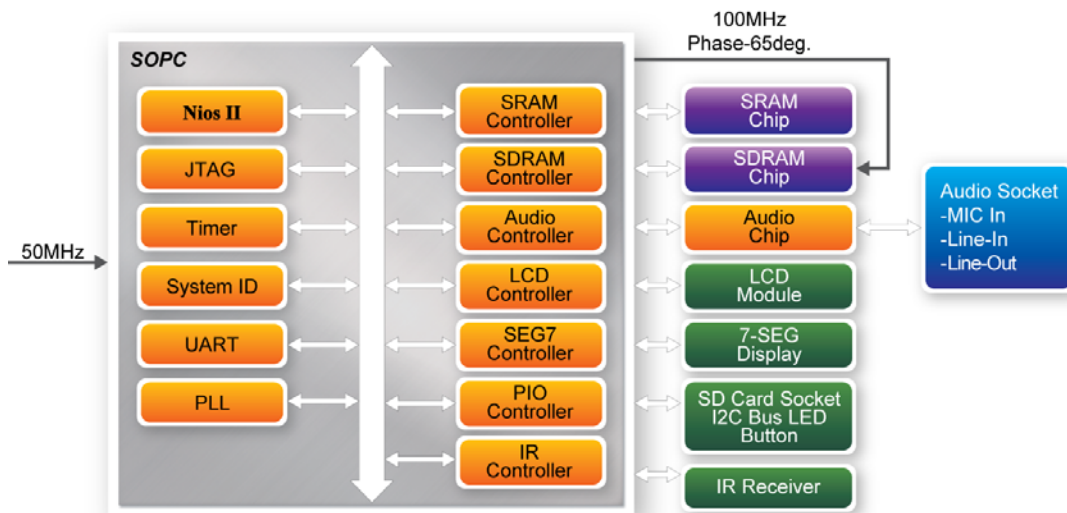 100MHz
Phase-65deg.
SOPC
Nios II
JTAG
Timer
System ID
UART
PLL
50MHz
SRAM
Controller
SDRAM
Controller
Audio
Controller
LCD
Controller
SEG7
Controller
PIO
Controller
IR
Controller
SRAM
Chip
SDRAM
Chip
Audio
Chip
LCD
Module
7-SEG
Display
SD Card Socket
I2C Bus LED
Button
IR Receiver
Audio Socket
-MIC In
-Line-In
-Line-Out